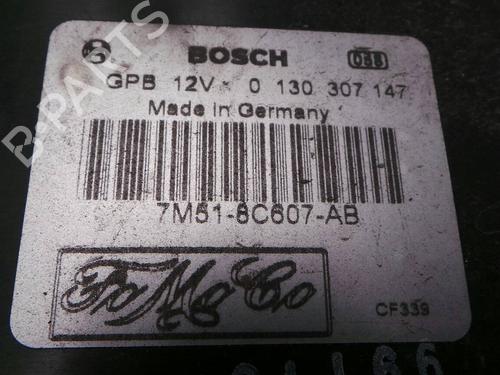 BOSCH
GPB 12V 0 130 307 147
Made in Germany
7M51-8C607-AB
FoMoCo
CF339
B-PARTS